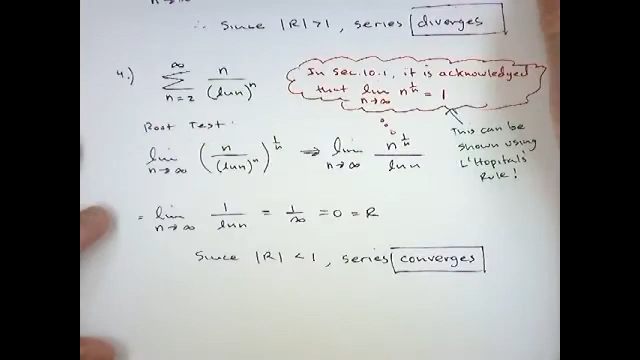 n→∞
∴ Since |R| > 1, series diverges
4.) ∞ Σ n=2 n/(ln n)^n
In Sec. 10.1, it is acknowledged
that lim n→∞ n^(1/n) = 1
Root Test:
This can be
shown using
L'Hopital's
Rule!
lim n→∞ (n/(ln n)^n)^(1/n) → lim n→∞ n^(1/n)/ln n
= lim n→∞ 1/ln n = 1/∞ = 0 = R
Since |R| < 1, series converges